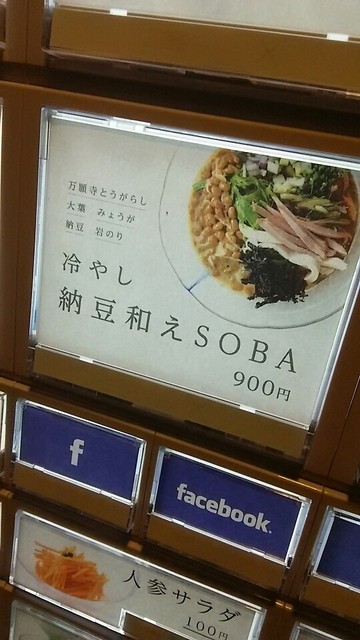 万願寺とうがらし
大葉 みょうが
納豆 岩のり
冷やし
納豆和えSOBA
900円
f
facebook.
人参サラダ
100円